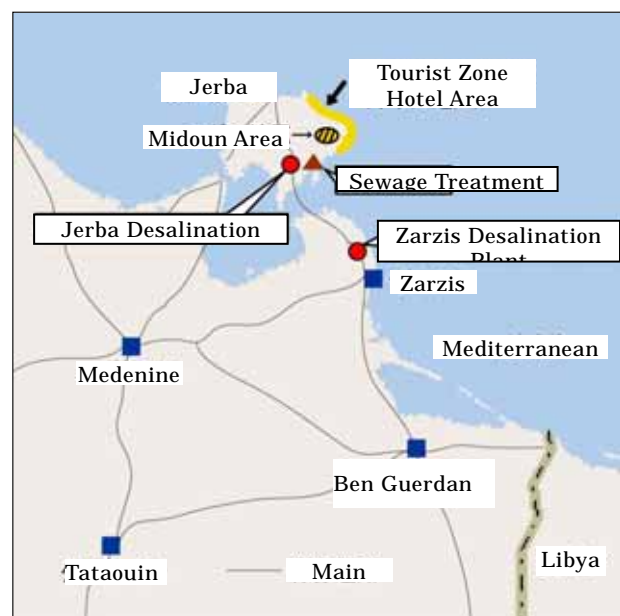 Jerba
Tourist Zone
Hotel Area
Midoun Area
Sewage Treatment
Jerba Desalination
Zarzis Desalination
Plant
Zarzis
Mediterranean
Medenine
Ben Guerdan
Tataouin
Main
Libya